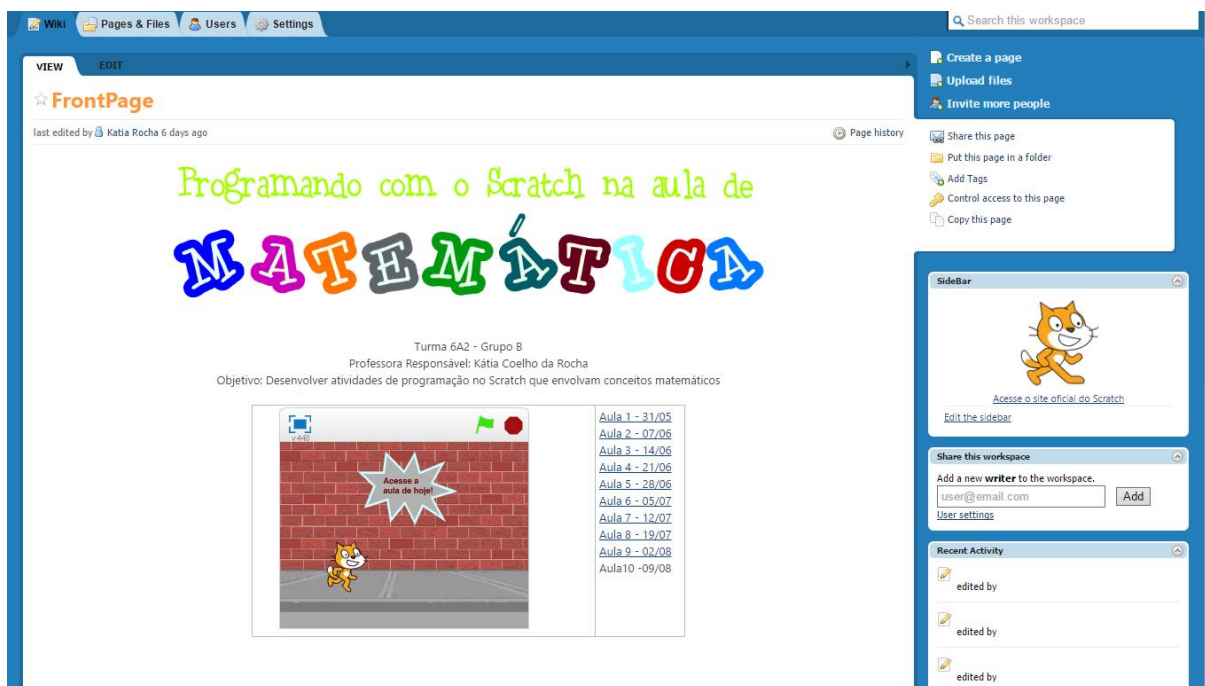 Wiki
Pages & Files
Users
Settings
Search this workspace
VIEW
EDIT
FrontPage
last edited by Katia Rocha 6 days ago
Page history
Programando com o Scratch na aula de
MATEMÁTICA
Turma 6A2 - Grupo B
Professora Responsável: Kátia Coelho da Rocha
Objetivo: Desenvolver atividades de programação no Scratch que envolvam conceitos matemáticos
v448
Acesse a
aula de hoje!
Aula 1 - 31/05
Aula 2 - 07/06
Aula 3 - 14/06
Aula 4 - 21/06
Aula 5 - 28/06
Aula 6 - 05/07
Aula 7 - 12/07
Aula 8 - 19/07
Aula 9 - 02/08
Aula10 -09/08
Create a page
Upload files
Invite more people
Share this page
Put this page in a folder
Add Tags
Control access to this page
Copy this page
SideBar
Acesse o site oficial do Scratch
Edit the sidebar
Share this workspace
Add a new writer to the workspace.
user@email.com
Add
User settings
Recent Activity
edited by
edited by
edited by